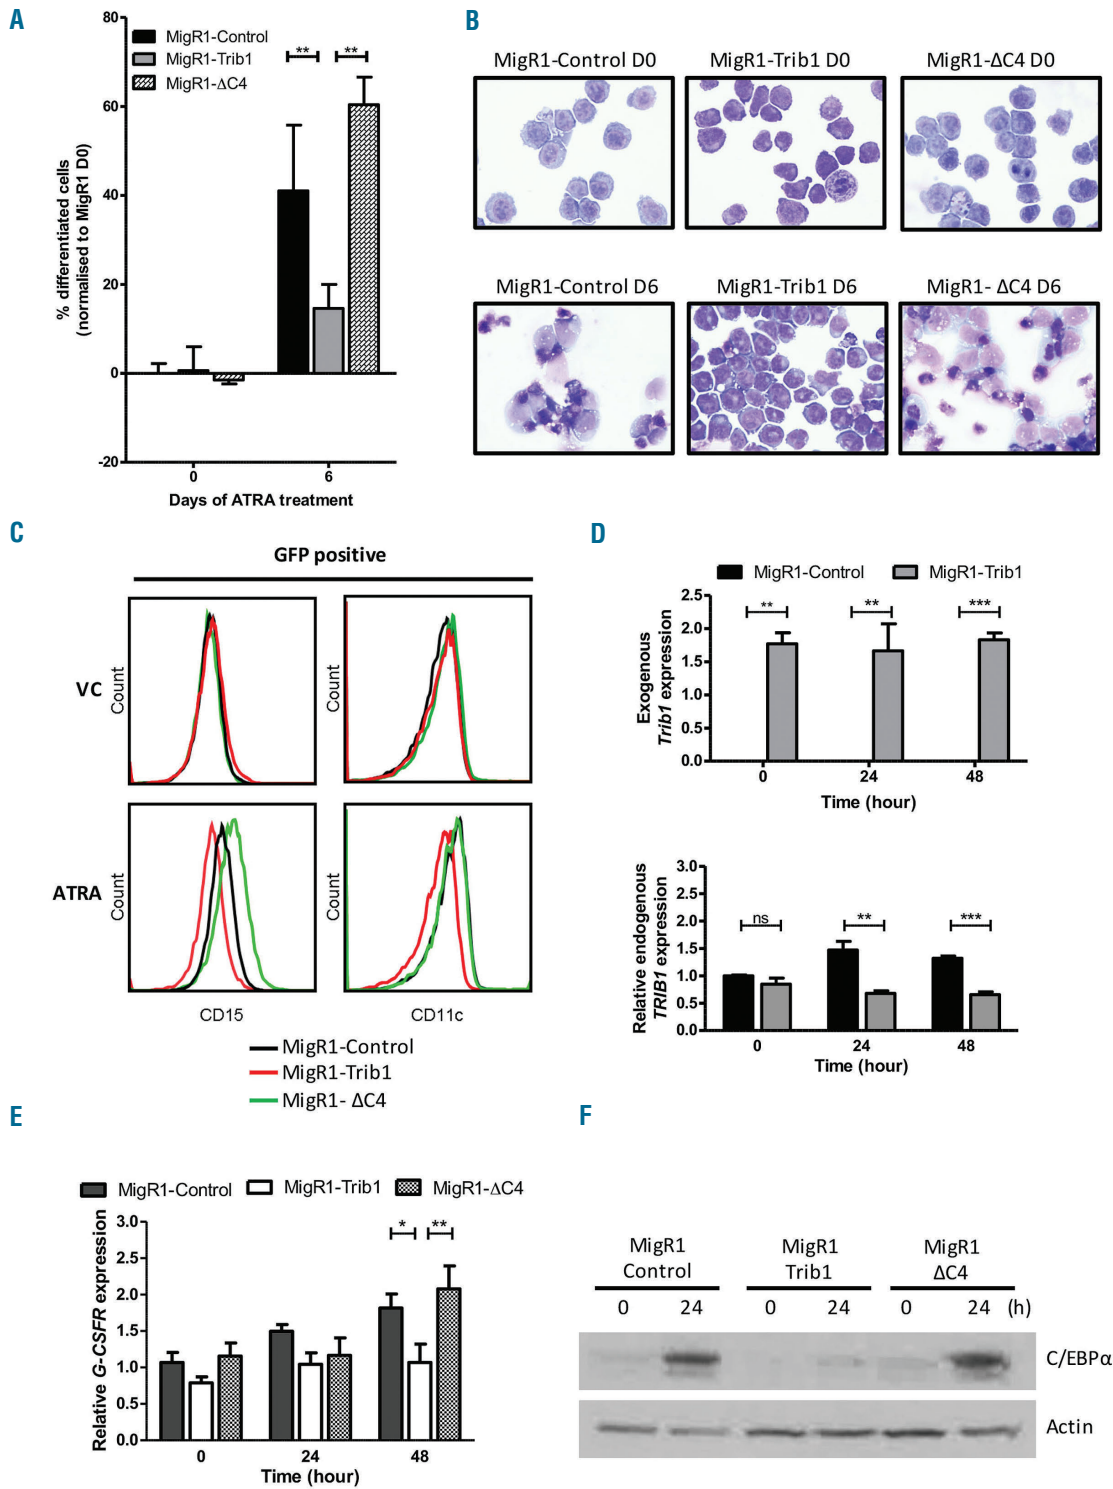 A
80
60
40
20
0
-20
% differentiated cells
(normalised to MigR1 D0)
MigR1-Control
MigR1-Trib1
MigR1-ΔC4
** **
0 6
Days of ATRA treatment
B
MigR1-Control D0 MigR1-Trib1 D0 MigR1-ΔC4 D0
MigR1-Control D6 MigR1-Trib1 D6 MigR1- ΔC4 D6
C
GFP positive
VC
Count Count
ATRA
Count Count
CD15 CD11c
MigR1-Control
MigR1-Trib1
MigR1- ΔC4
D
MigR1-Control MigR1-Trib1
Exogenous
Trib1 expression
2.5
2.0
1.5
1.0
0.5
0.0
** ** ***
0 24 48
Time (hour)
Relative endogenous
TRIB1 expression
3.0
2.5
2.0
1.5
1.0
0.5
0.0
ns ** ***
0 24 48
Time (hour)
E
MigR1-Control MigR1-Trib1 MigR1-ΔC4
Relative G-CSFR expression
3.0
2.5
2.0
1.5
1.0
0.5
0.0
* **
0 24 48
Time (hour)
F
MigR1 MigR1 MigR1
Control Trib1 ΔC4
0 24 0 24 0 24 (h)
C/EBPα
Actin